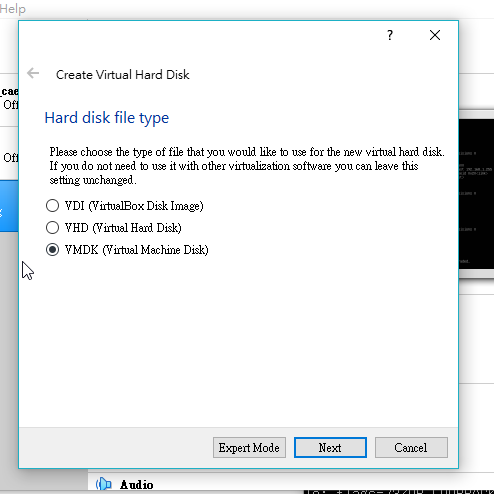 Help
?
Create Virtual Hard Disk
Hard disk file type
Please choose the type of file that you would like to use for the new virtual hard disk.
If you do not need to use it with other virtualization software you can leave this
setting unchanged.
VDI (VirtualBox Disk Image)
VHD (Virtual Hard Disk)
VMDK (Virtual Machine Disk)
Expert Mode
Next
Cancel
Audio